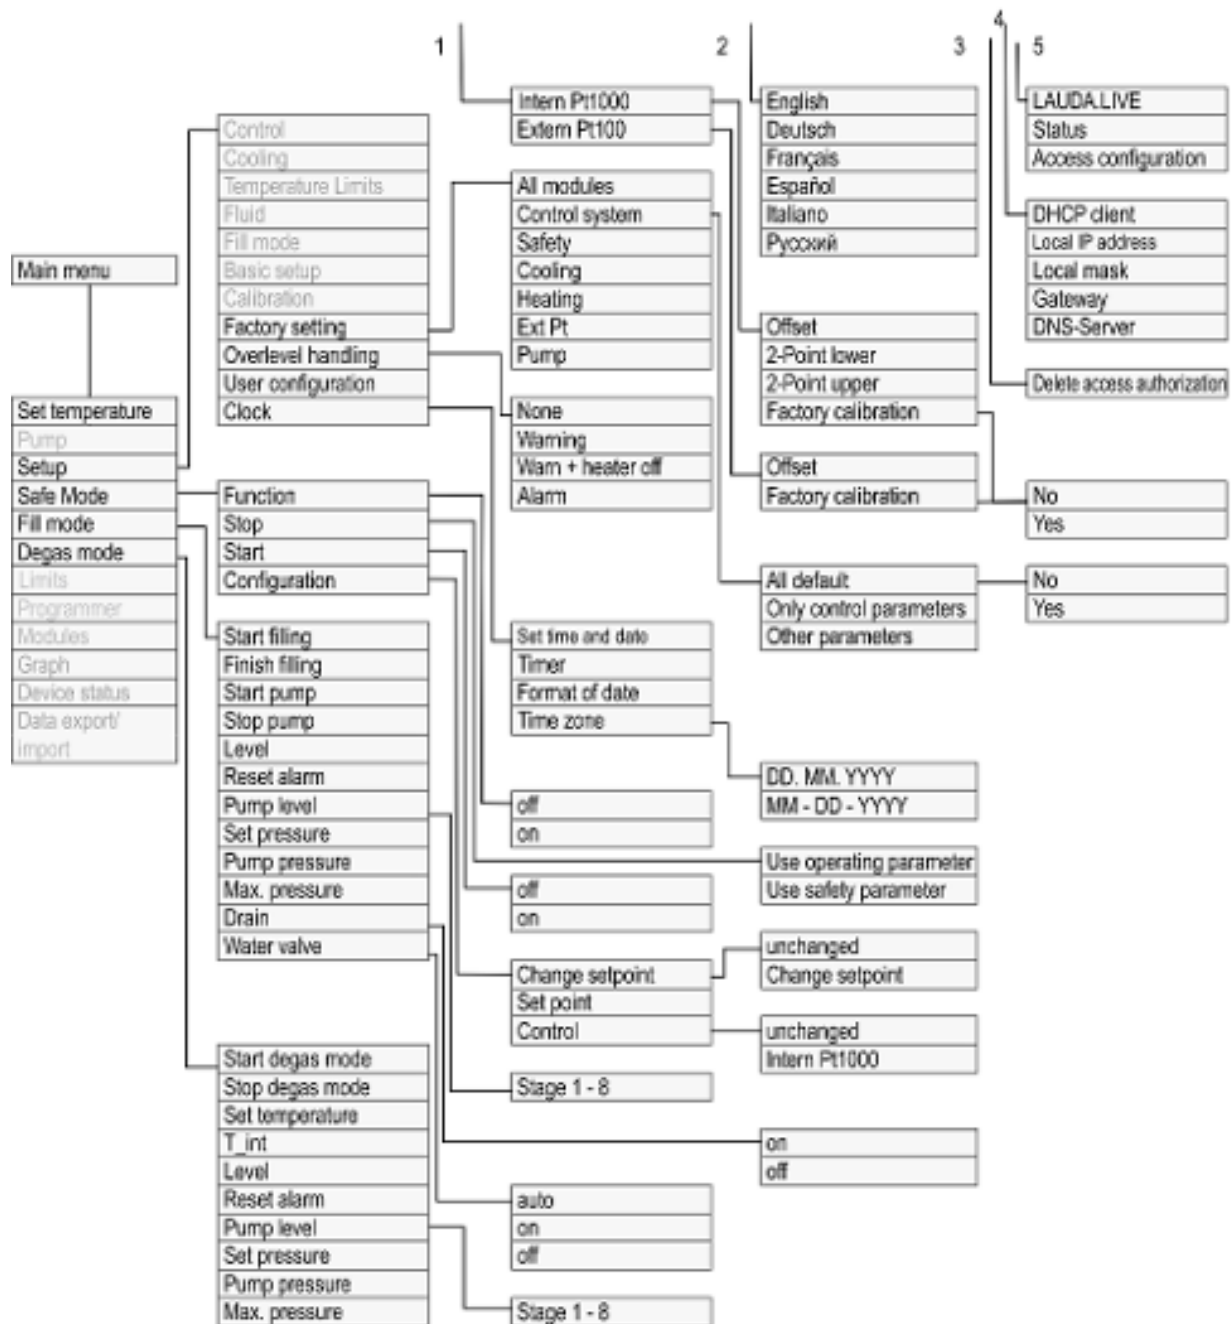 1
2
3
4
5
Main menu
Set temperature
Pump
Setup
Safe Mode
Fill mode
Degas mode
Limits
Programmer
Modules
Graph
Device status
Data export/
import
Control
Cooling
Temperature Limits
Fluid
Fill mode
Basic setup
Calibration
Factory setting
Overlevel handling
User configuration
Clock
Function
Stop
Start
Configuration
Start filling
Finish filling
Start pump
Stop pump
Level
Reset alarm
Pump level
Set pressure
Pump pressure
Max. pressure
Drain
Water valve
Start degas mode
Stop degas mode
Set temperature
T_int
Level
Reset alarm
Pump level
Set pressure
Pump pressure
Max. pressure
Intern Pt1000
Extern Pt100
All modules
Control system
Safety
Cooling
Heating
Ext Pt
Pump
None
Warning
Warn + heater off
Alarm
Set time and date
Timer
Format of date
Time zone
off
on
off
on
Change setpoint
Set point
Control
Stage 1 - 8
auto
on
off
Stage 1 - 8
English
Deutsch
Français
Español
Italiano
Русский
Offset
2-Point lower
2-Point upper
Factory calibration
Offset
Factory calibration
All default
Only control parameters
Other parameters
DD. MM. YYYY
MM - DD - YYYY
Use operating parameter
Use safety parameter
unchanged
Change setpoint
unchanged
Intern Pt1000
on
off
LAUDA.LIVE
Status
Access configuration
DHCP client
Local IP address
Local mask
Gateway
DNS-Server
Delete access authorization
No
Yes
No
Yes